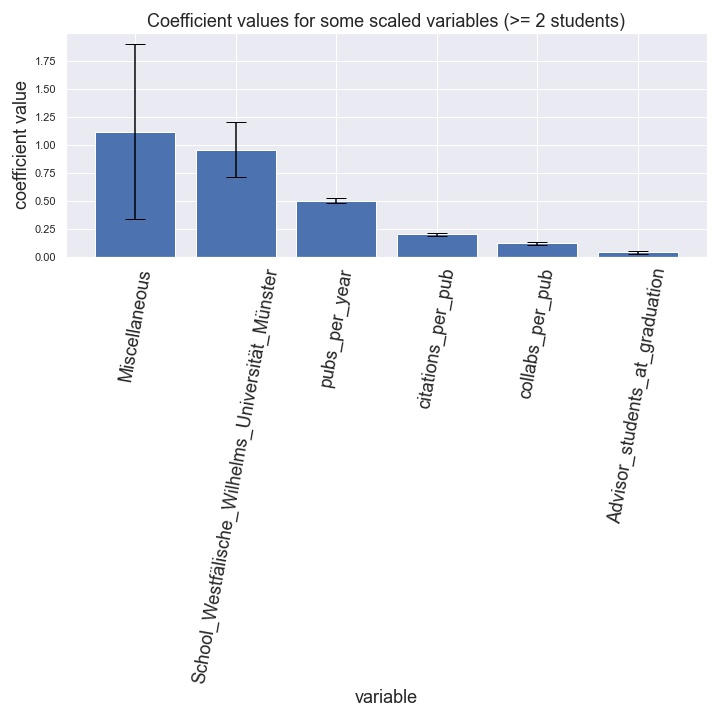 Coefficient values for some scaled variables (>= 2 students)
coefficient value
1.75
1.50
1.25
1.00
0.75
0.50
0.25
0.00
Miscellaneous
School_Westfälische_Wilhelms_Universität_Münster
pubs_per_year
citations_per_pub
collabs_per_pub
Advisor_students_at_graduation
variable